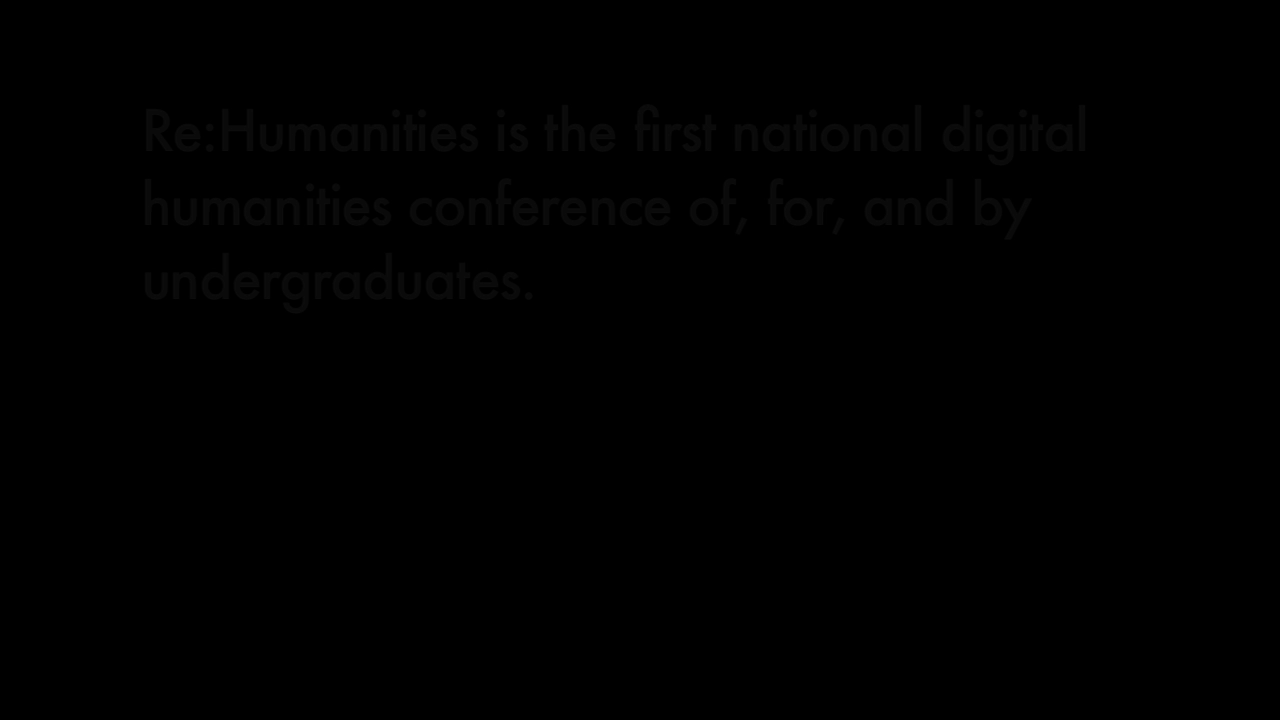 Re:Humanities is the first national digital
humanities conference of, for, and by
undergraduates.